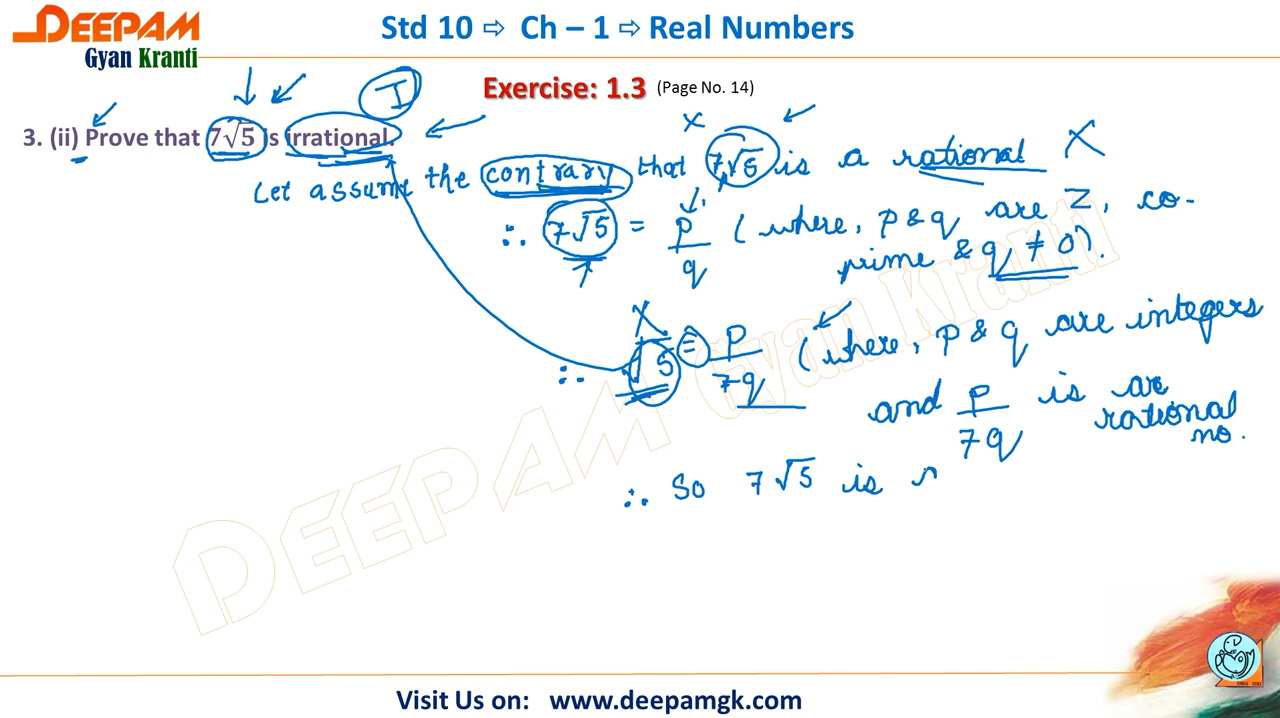 DEEPAM
Gyan Kranti
Std 10 ⇨ Ch – 1 ⇨ Real Numbers
Exercise: 1.3 (Page No. 14)
I
3. (ii) Prove that 7√5 is irrational.
Let assume the contrary that 7√5 is a rational
∴ 7√5 = p/q (where, p & q are Z, co-
prime & q ≠ 0).
∴ √5 = p/7q (where, p & q are integers
and p/7q is
rational
no.
∴ So 7√5 is
DEEPAM Gyan Kranti
Visit Us on: www.deepamgk.com